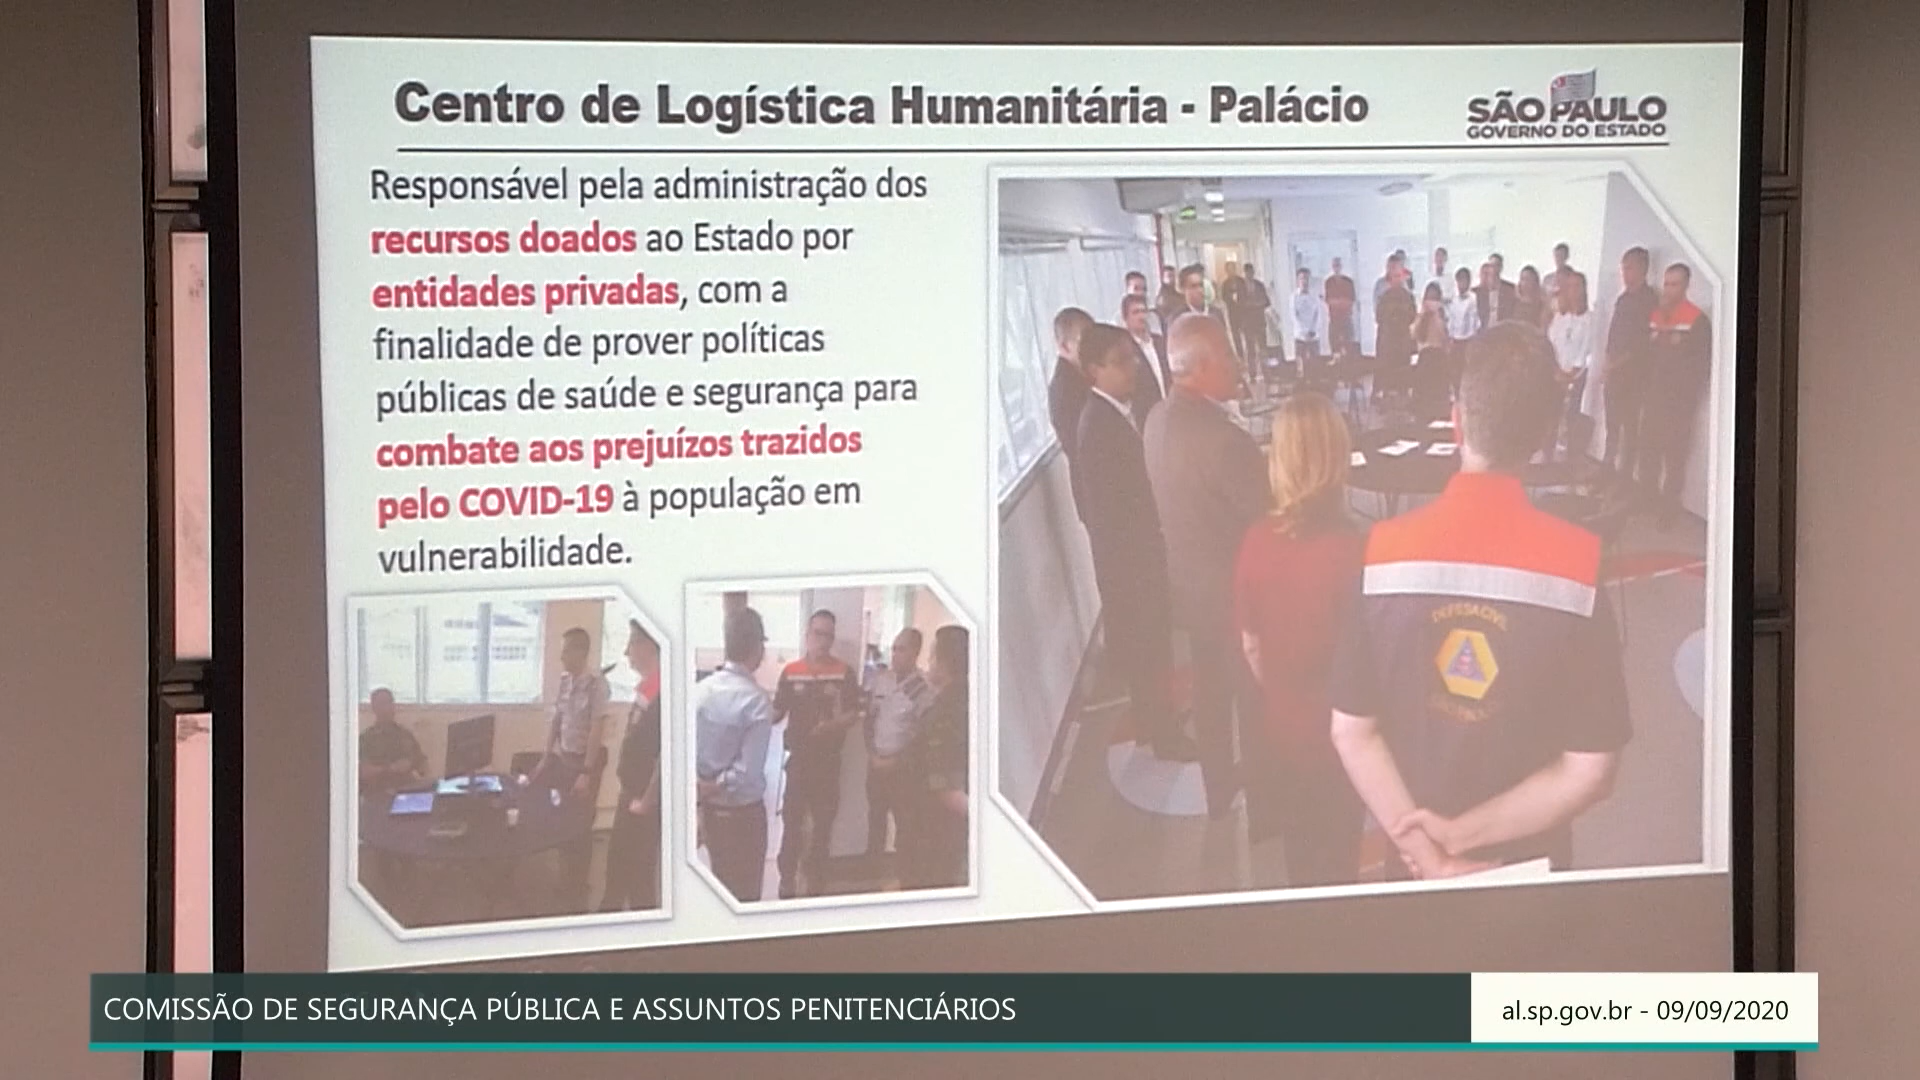 Centro de Logística Humanitária - Palácio
SÃO PAULO
GOVERNO DO ESTADO
Responsável pela administração dos
recursos doados ao Estado por
entidades privadas, com a
finalidade de prover políticas
públicas de saúde e segurança para
combate aos prejuízos trazidos
pelo COVID-19 à população em
vulnerabilidade.
DEFESA CIVIL
COMISSÃO DE SEGURANÇA PÚBLICA E ASSUNTOS PENITENCIÁRIOS
al.sp.gov.br - 09/09/2020